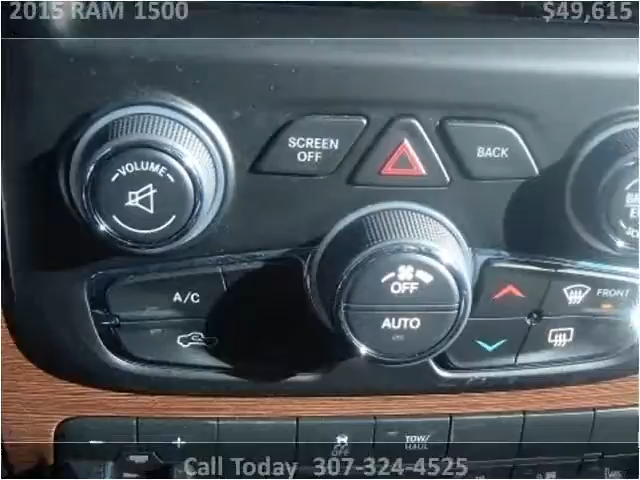 2015 RAM 1500 $49,615
VOLUME
SCREEN
OFF
BACK
OFF
A/C
AUTO
FRONT
- +
OFF
TOW/
HAUL
Call Today 307-324-4525